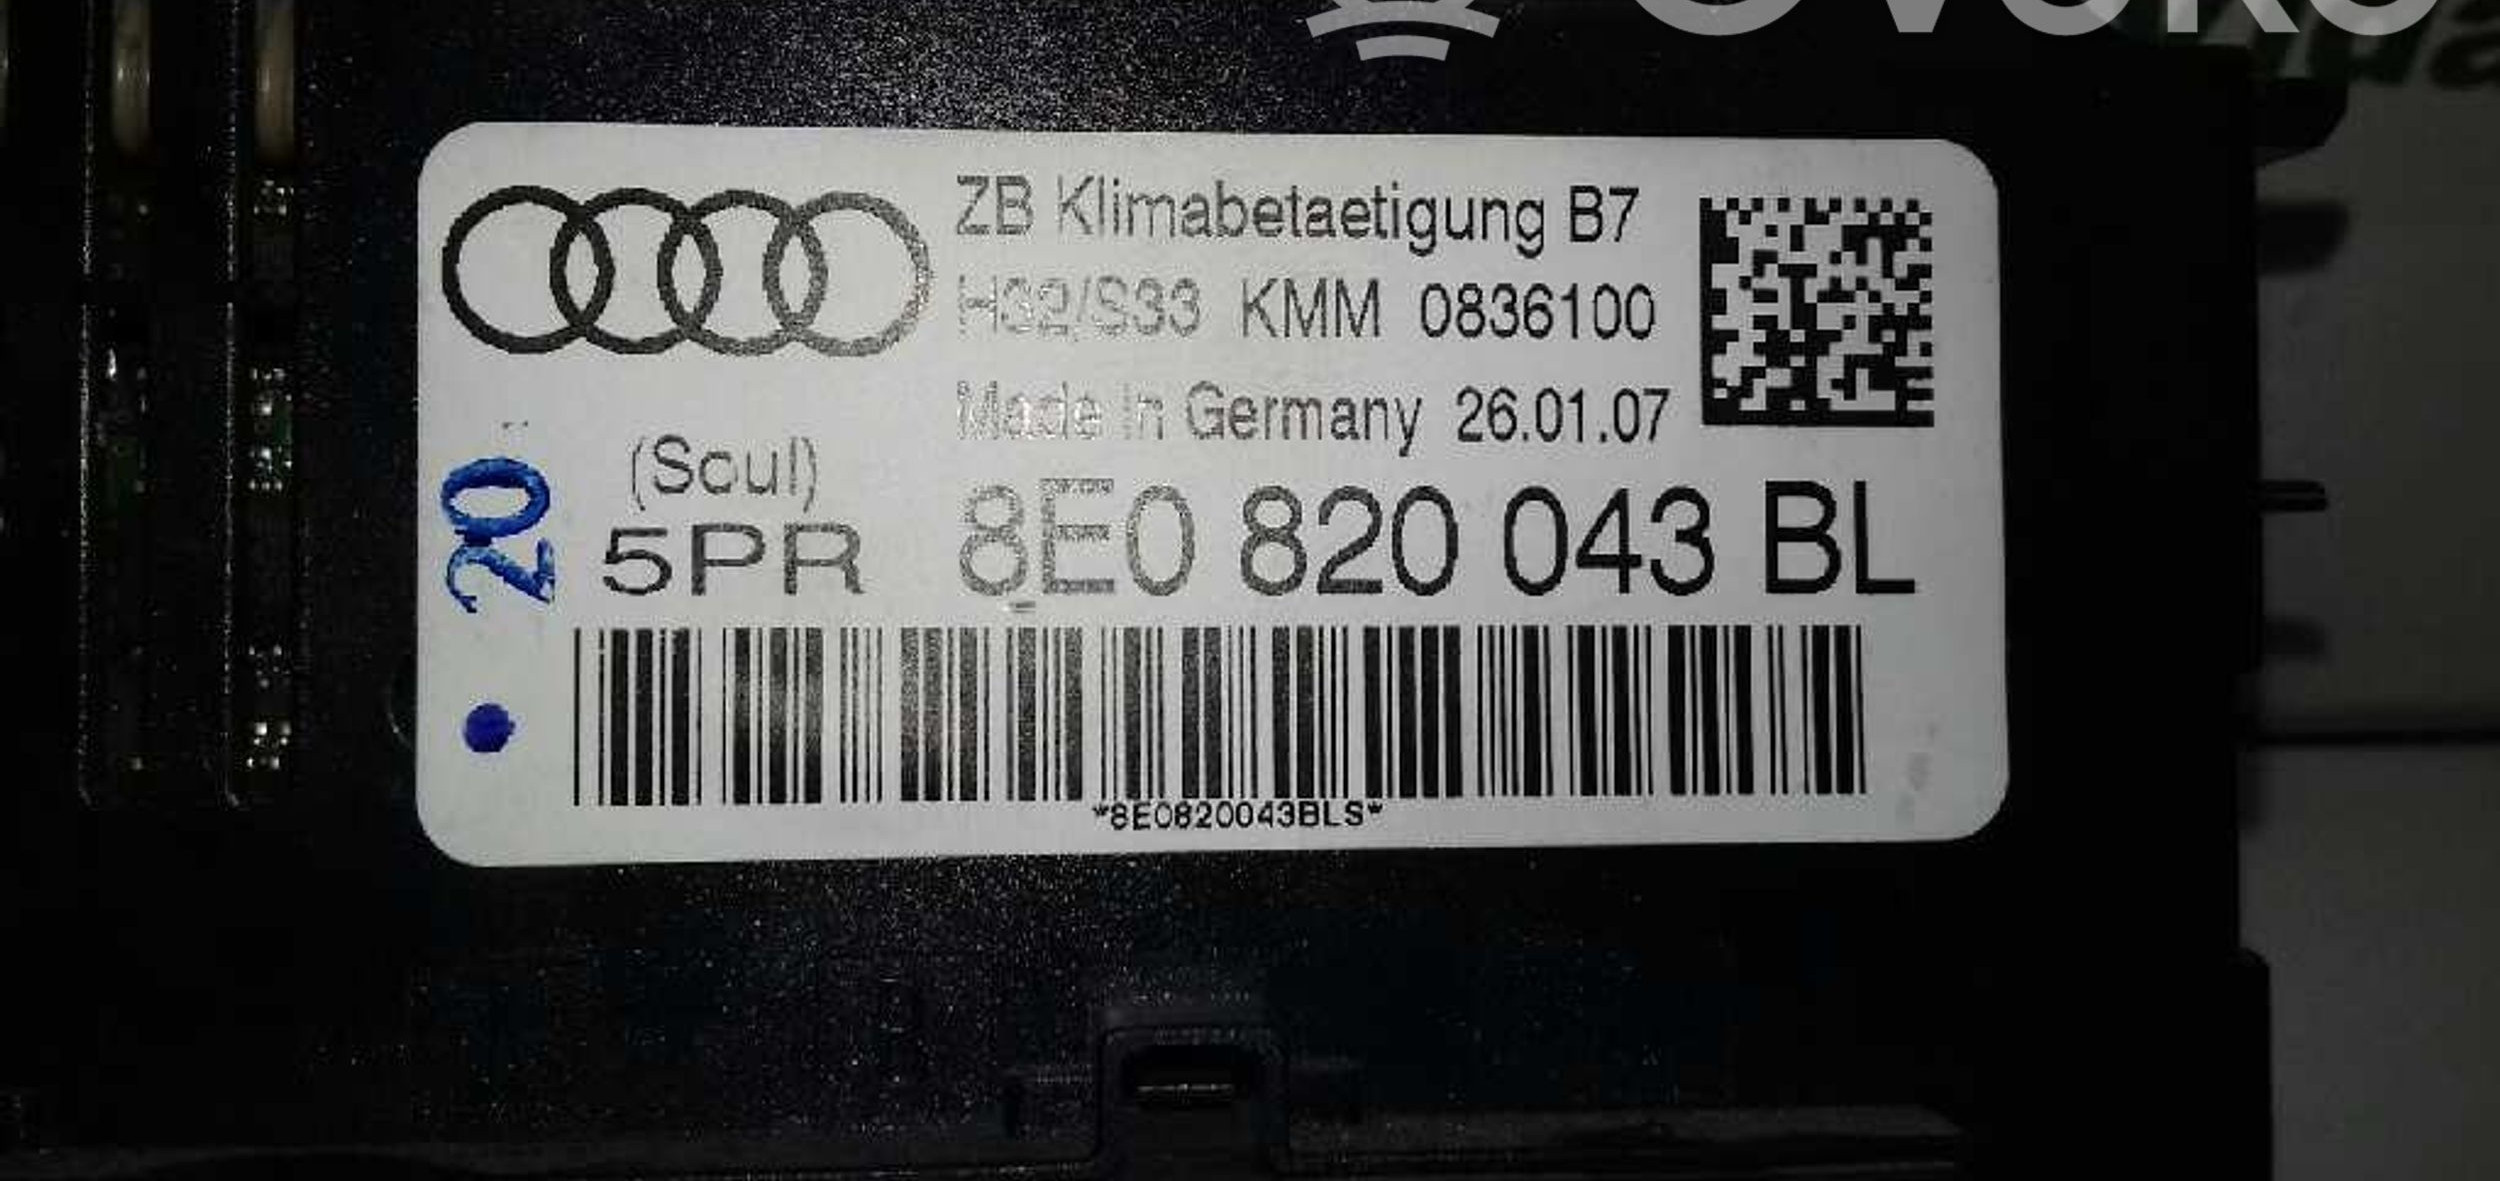 ZB Klimabetaetigung B7
H32/S33 KMM 0836100
Made in Germany 26.01.07
20
(Soul)
5PR 8E0 820 043 BL
*8E0820043BLS*